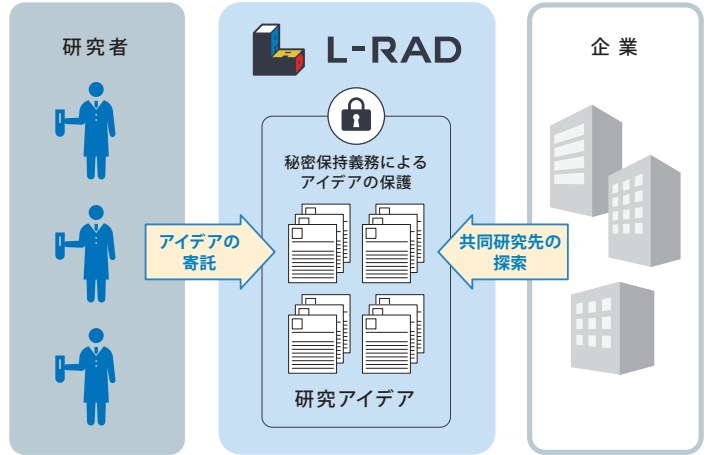 研究者
L-RAD
企業
秘密保持義務による
アイデアの保護
アイデアの
寄託
共同研究先の
探索
研究アイデア